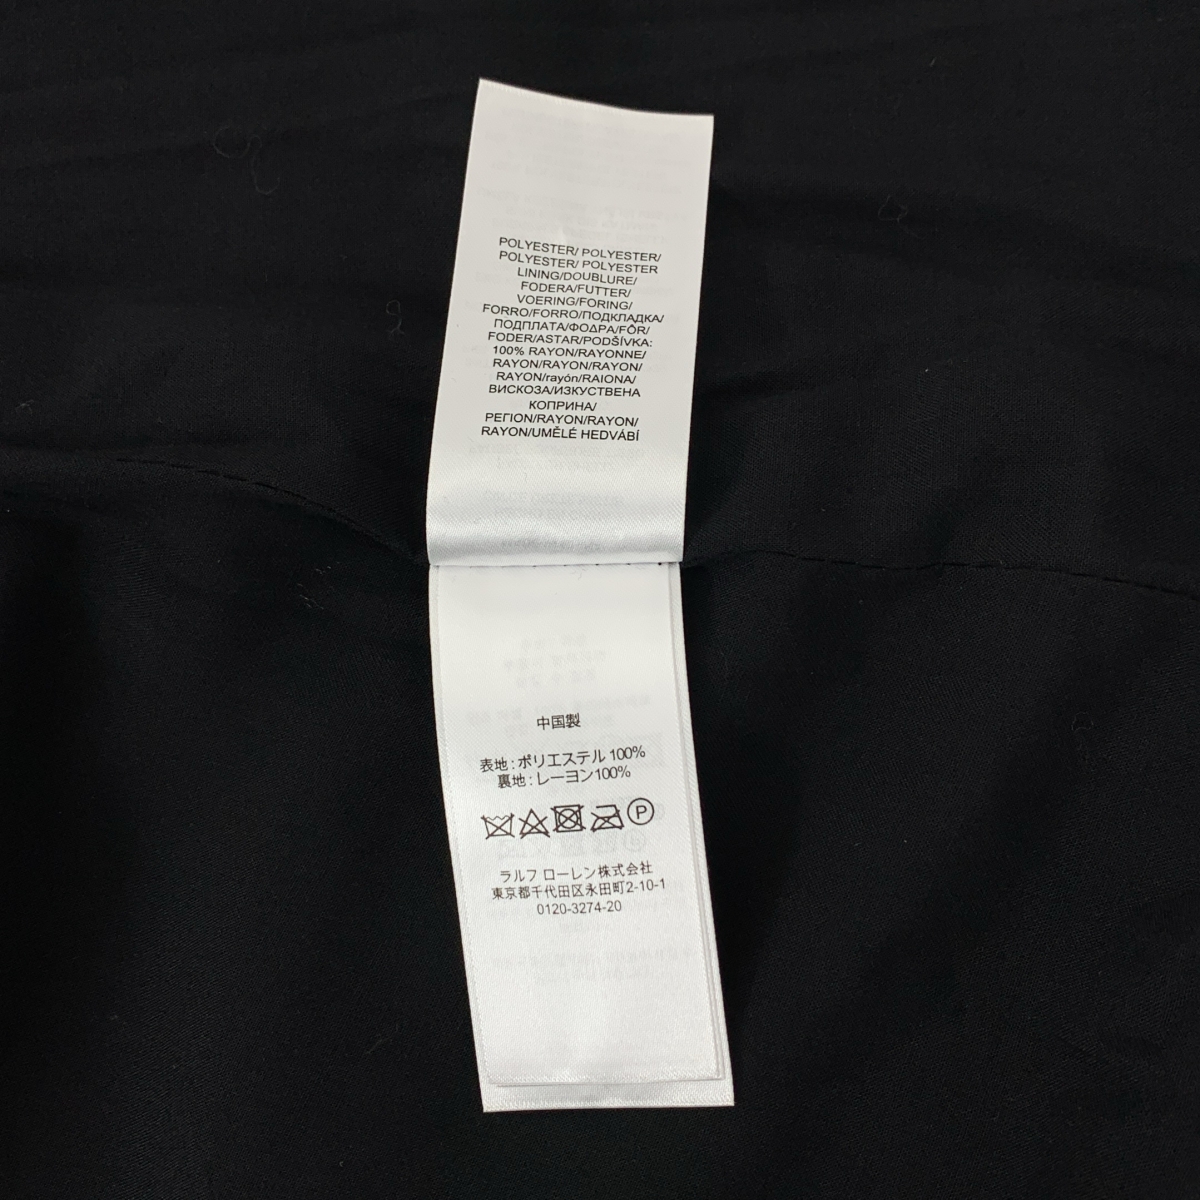 POLYESTER/ POLYESTER/
POLYESTER/ POLYESTER
LINING/DOUBLURE/
FODERA/FUTTER/
VOERING/FORING/
FORRO/FORRO/ПОДКЛАДКА/
ПОДПЛАТА/ΦΟΔΡΑ/FÔR/
FODER/ASTAR/PODŠÍVKA:
100% RAYON/RAYONNE/
RAYON/RAYON/RAYON/
RAYON/rayón/RAIONA/
ВИСКОЗА/ИЗКУСТВЕНА
КОПРИНА/
ΡΕΓΙΟΝ/RAYON/RAYON/
RAYON/UMĚLÉ HEDVÁBÍ
中国製
表地:ポリエステル 100%
裏地:レーヨン100%
P
ラルフ ローレン株式会社
東京都千代田区永田町2-10-1
0120-3274-20